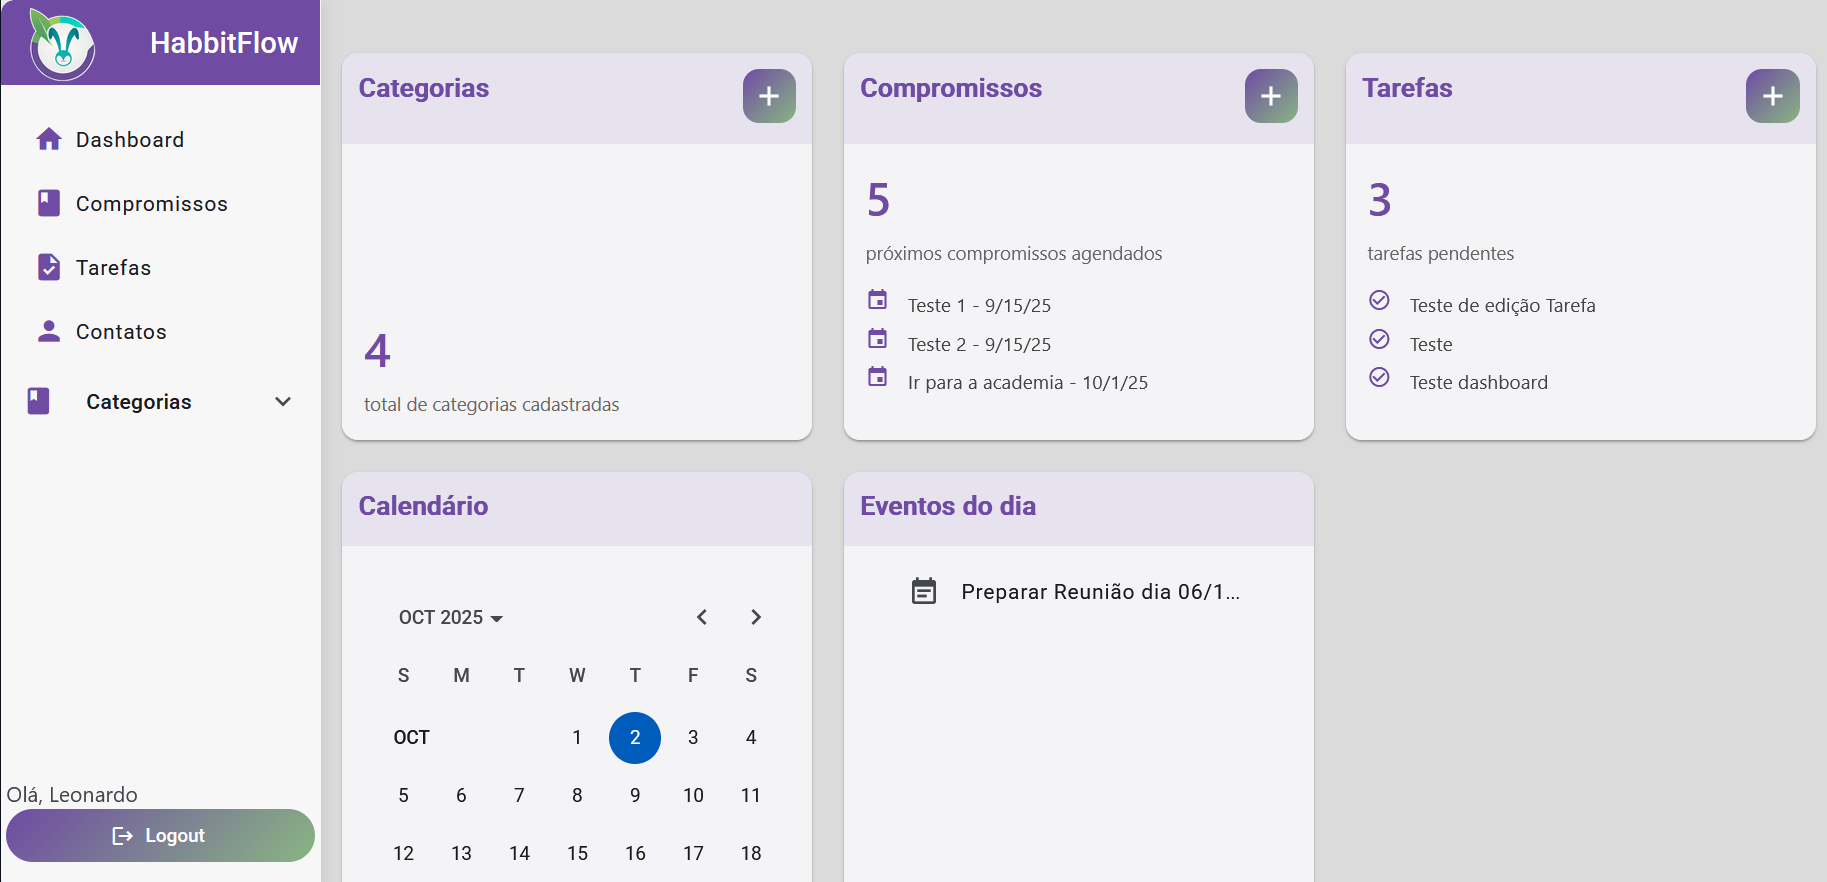 HabbitFlow
Dashboard
Compromissos
Tarefas
Contatos
Categorias
Olá, Leonardo
Logout
Categorias
4
total de categorias cadastradas
Compromissos
5
próximos compromissos agendados
Teste 1 - 9/15/25
Teste 2 - 9/15/25
Ir para a academia - 10/1/25
Tarefas
3
tarefas pendentes
Teste de edição Tarefa
Teste
Teste dashboard
Calendário
OCT 2025
S M T W T F S
OCT 1 2 3 4
5 6 7 8 9 10 11
12 13 14 15 16 17 18
Eventos do dia
Preparar Reunião dia 06/1...